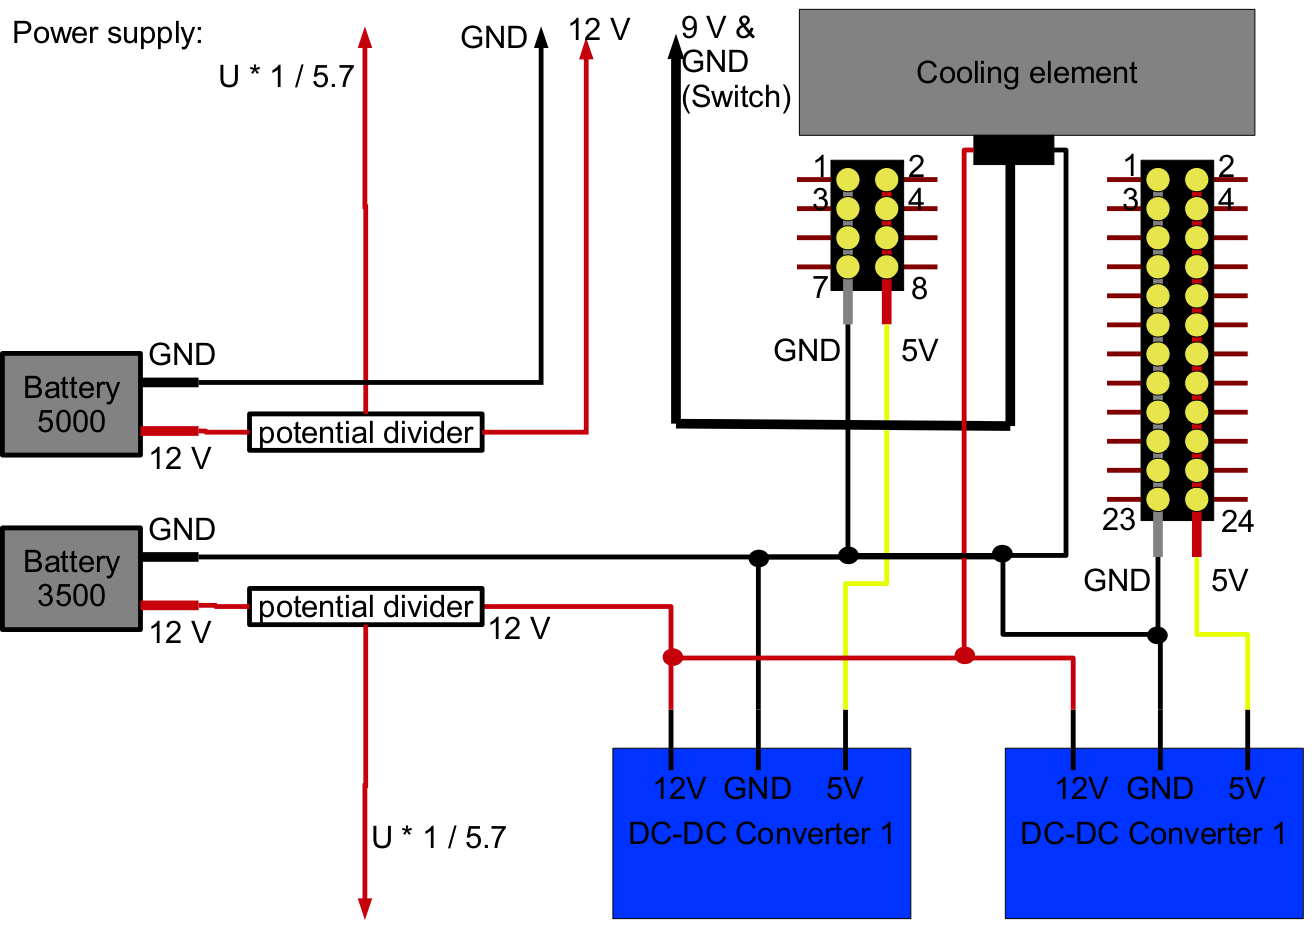 Power supply:
U * 1 / 5.7
GND
12 V
9 V &
GND
(Switch)
Cooling element
1
2
3
4
7
8
GND
5V
1
2
3
4
23
24
GND
5V
GND
Battery
5000
12 V
potential divider
GND
Battery
3500
12 V
potential divider
12 V
U * 1 / 5.7
12V GND 5V
DC-DC Converter 1
12V GND 5V
DC-DC Converter 1